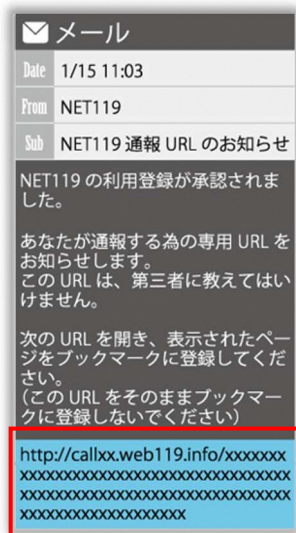 メール
Date 1/15 11:03
From NET119
Sub NET119 通報 URL のお知らせ
NET119 の利用登録が承認されま
した。
あなたが通報する為の専用 URL を
お知らせします。
この URL は、第三者に教えてはい
けません。
次の URL を開き、表示されたペー
ジをブックマークに登録してくだ
さい。
(この URL をそのままブックマー
クに登録しないでください)
http://callxx.web119.info/xxxxxxx
xxxxxxxxxxxxxxxxxxxxxxxxxxxxxxx
xxxxxxxxxxxxxxxxxxxxxxxxxxxxxxx
xxxxxxxxxxxxxxxxxxx